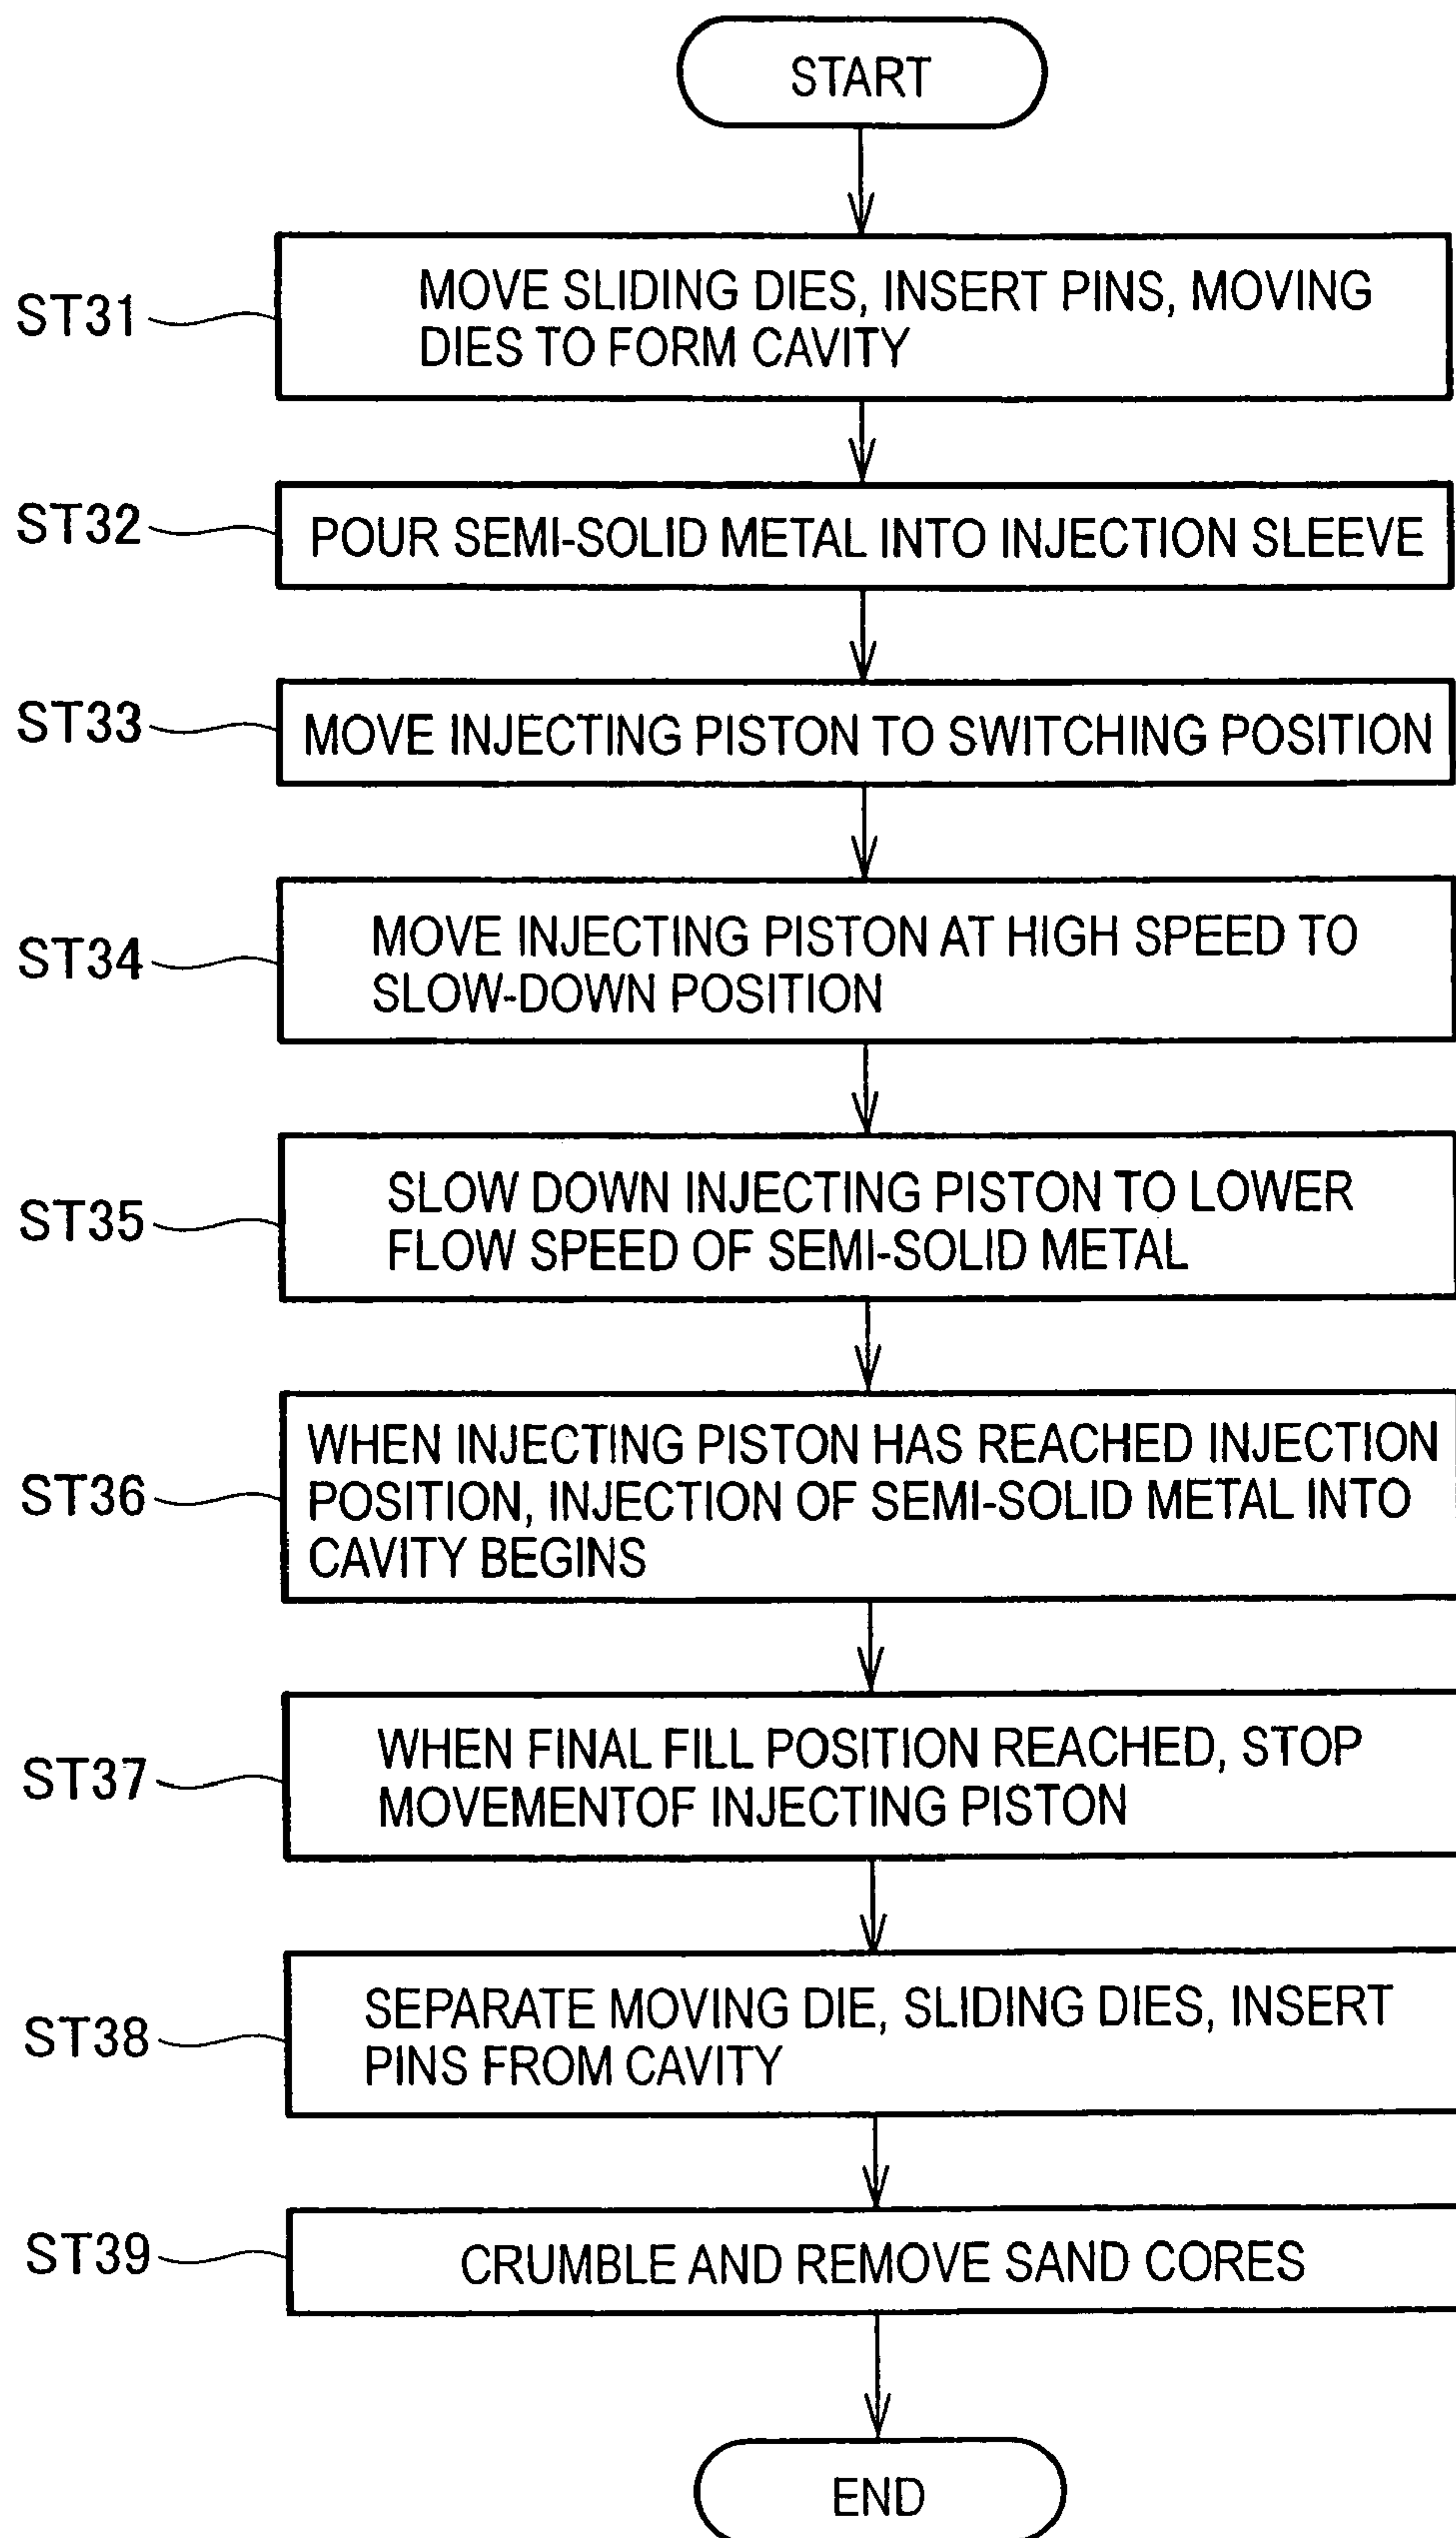 START
ST31
MOVE SLIDING DIES, INSERT PINS, MOVING
DIES TO FORM CAVITY
ST32
POUR SEMI-SOLID METAL INTO INJECTION SLEEVE
ST33
MOVE INJECTING PISTON TO SWITCHING POSITION
ST34
MOVE INJECTING PISTON AT HIGH SPEED TO
SLOW-DOWN POSITION
ST35
SLOW DOWN INJECTING PISTON TO LOWER
FLOW SPEED OF SEMI-SOLID METAL
ST36
WHEN INJECTING PISTON HAS REACHED INJECTION
POSITION, INJECTION OF SEMI-SOLID METAL INTO
CAVITY BEGINS
ST37
WHEN FINAL FILL POSITION REACHED, STOP
MOVEMENTOF INJECTING PISTON
ST38
SEPARATE MOVING DIE, SLIDING DIES, INSERT
PINS FROM CAVITY
ST39
CRUMBLE AND REMOVE SAND CORES
END